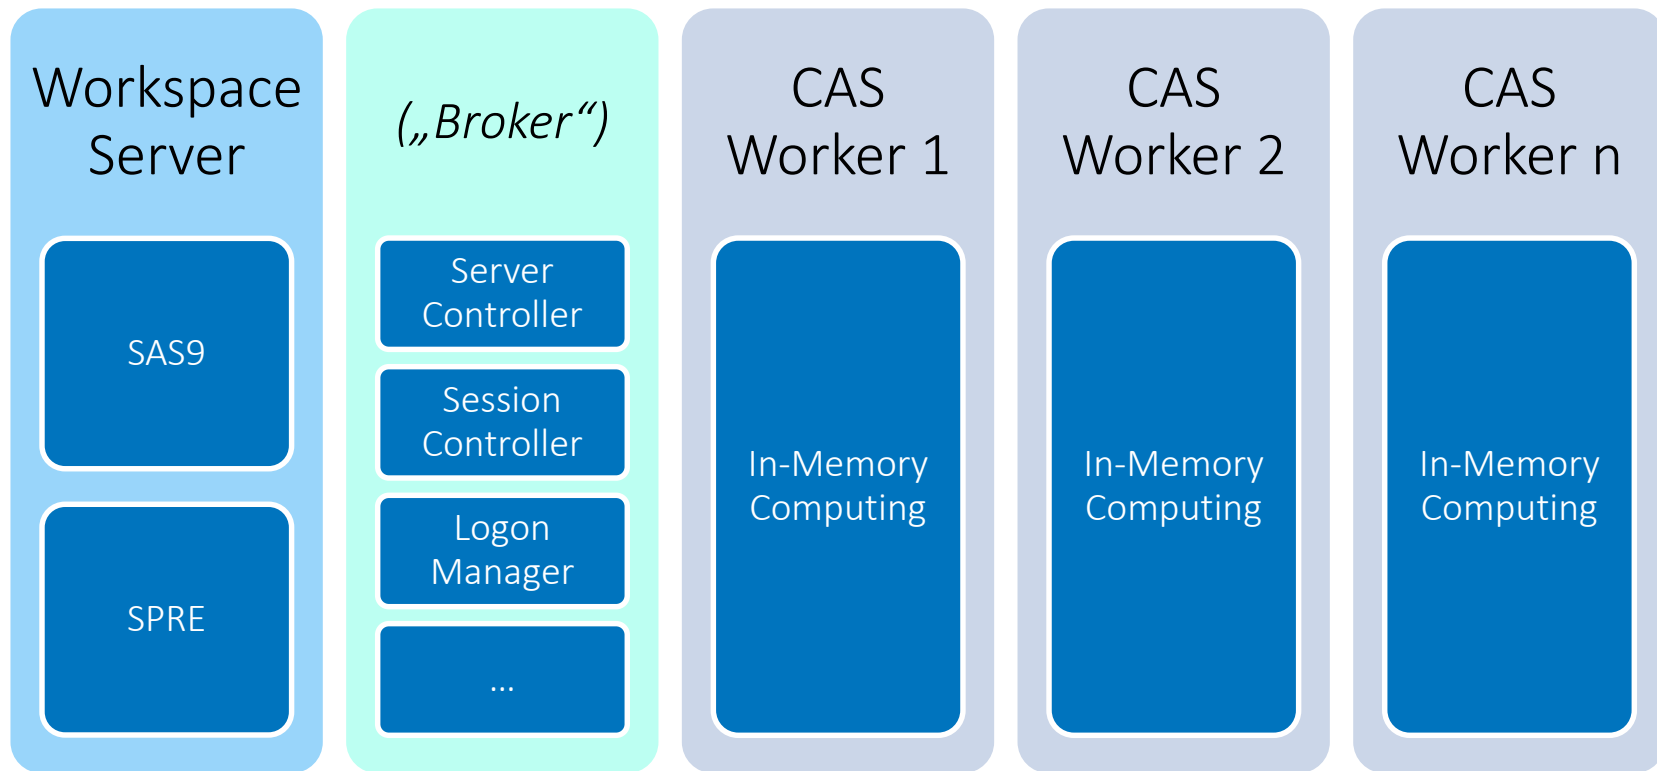 Workspace
Server
SAS9
SPRE
(„Broker“)
Server
Controller
Session
Controller
Logon
Manager
...
CAS
Worker 1
In-Memory
Computing
CAS
Worker 2
In-Memory
Computing
CAS
Worker n
In-Memory
Computing